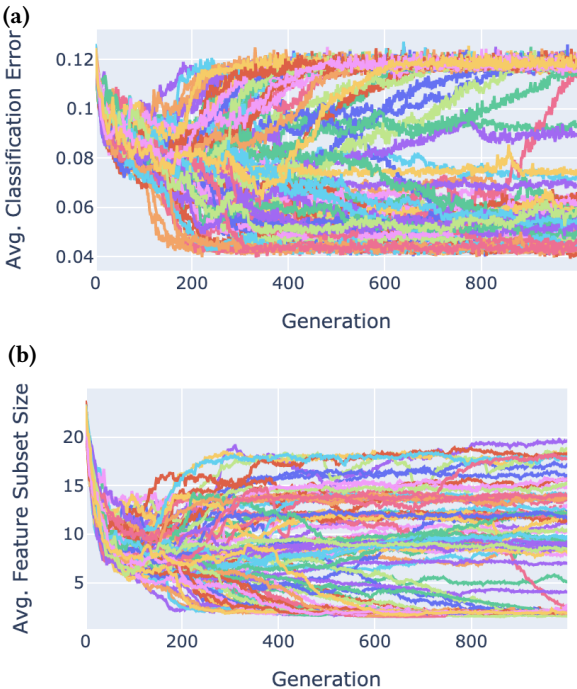 (a)
Avg. Classification Error
0.12
0.1
0.08
0.06
0.04
0 200 400 600 800
Generation
(b)
Avg. Feature Subset Size
20
15
10
5
0 200 400 600 800
Generation